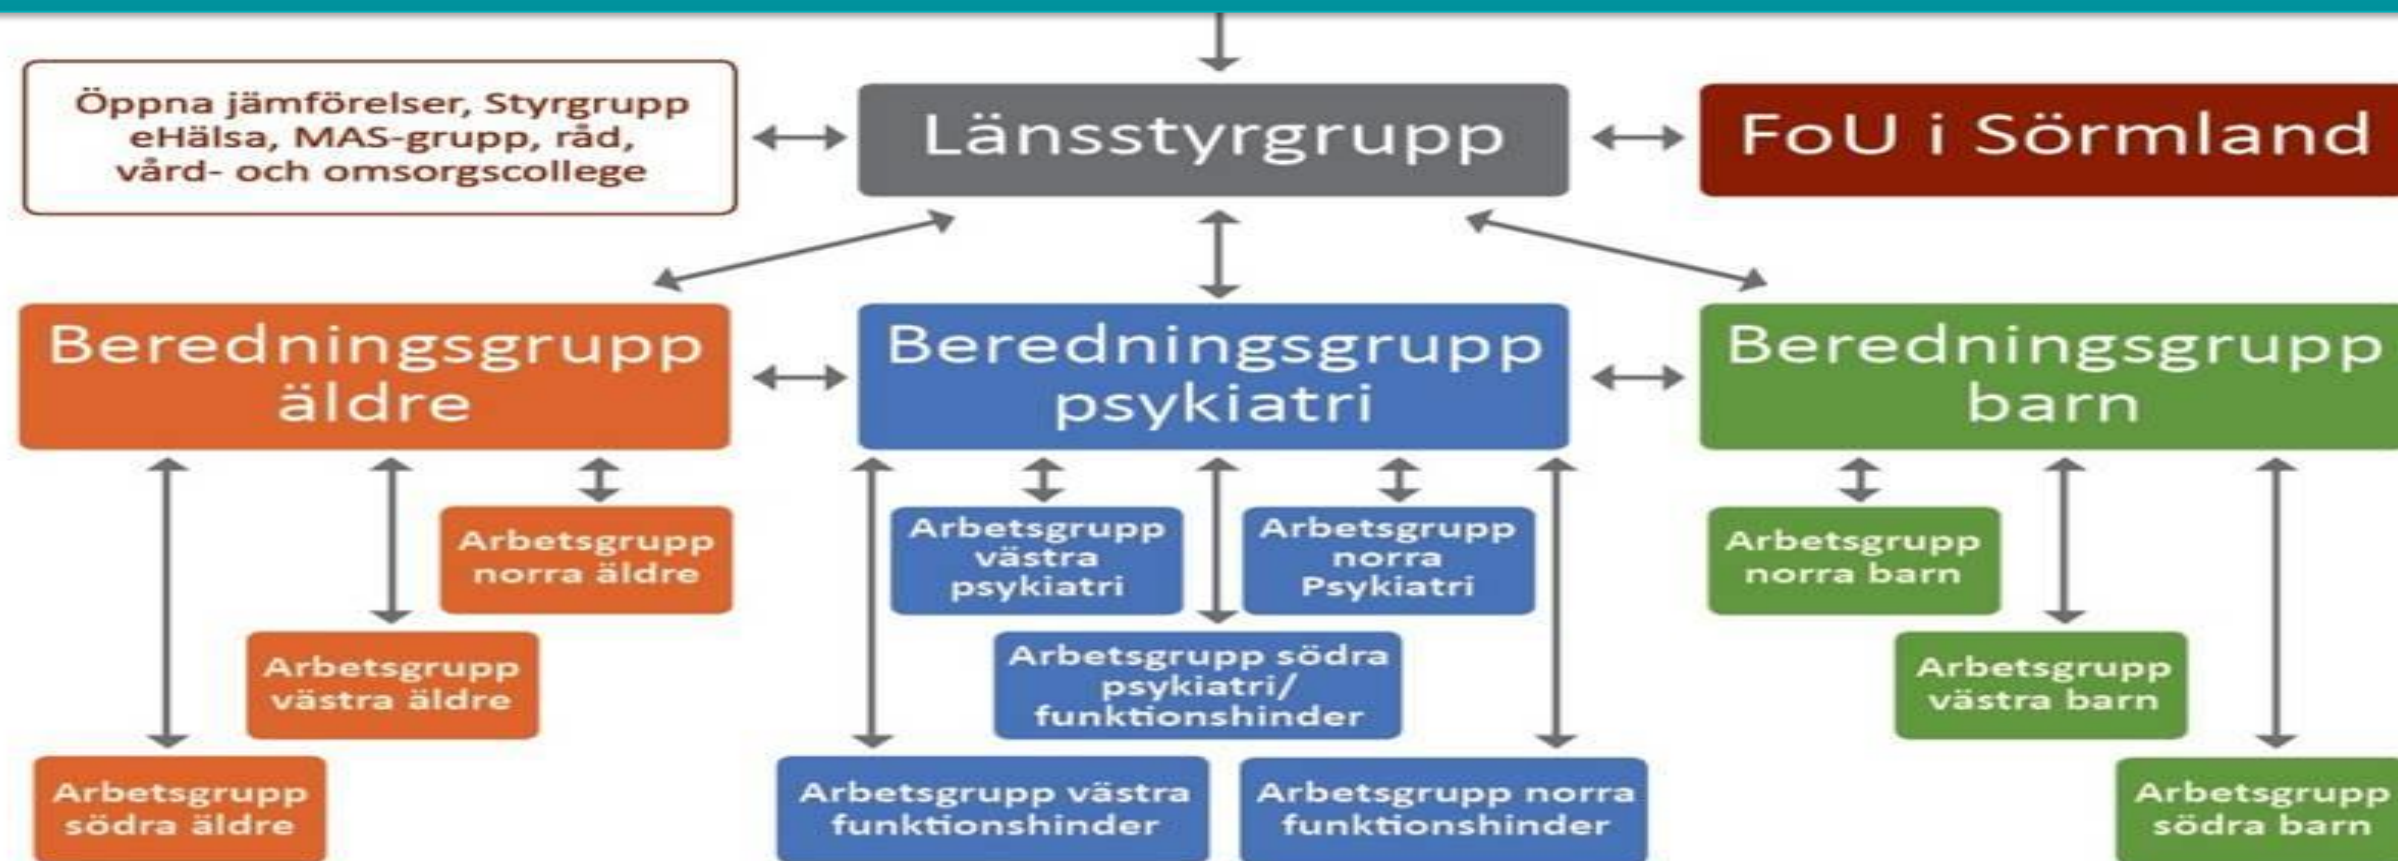 Öppna jämförelser, Styrgrupp
eHälsa, MAS-grupp, råd,
vård- och omsorgscollege
Länsstyrgrupp
FoU i Sörmland
Beredningsgrupp
äldre
Beredningsgrupp
psykiatri
Beredningsgrupp
barn
Arbetsgrupp
norra äldre
Arbetsgrupp
västra äldre
Arbetsgrupp
södra äldre
Arbetsgrupp
västra
psykiatri
Arbetsgrupp
norra
Psykiatri
Arbetsgrupp södra
psykiatri/
funktionshinder
Arbetsgrupp västra
funktionshinder
Arbetsgrupp norra
funktionshinder
Arbetsgrupp
norra barn
Arbetsgrupp
västra barn
Arbetsgrupp
södra barn